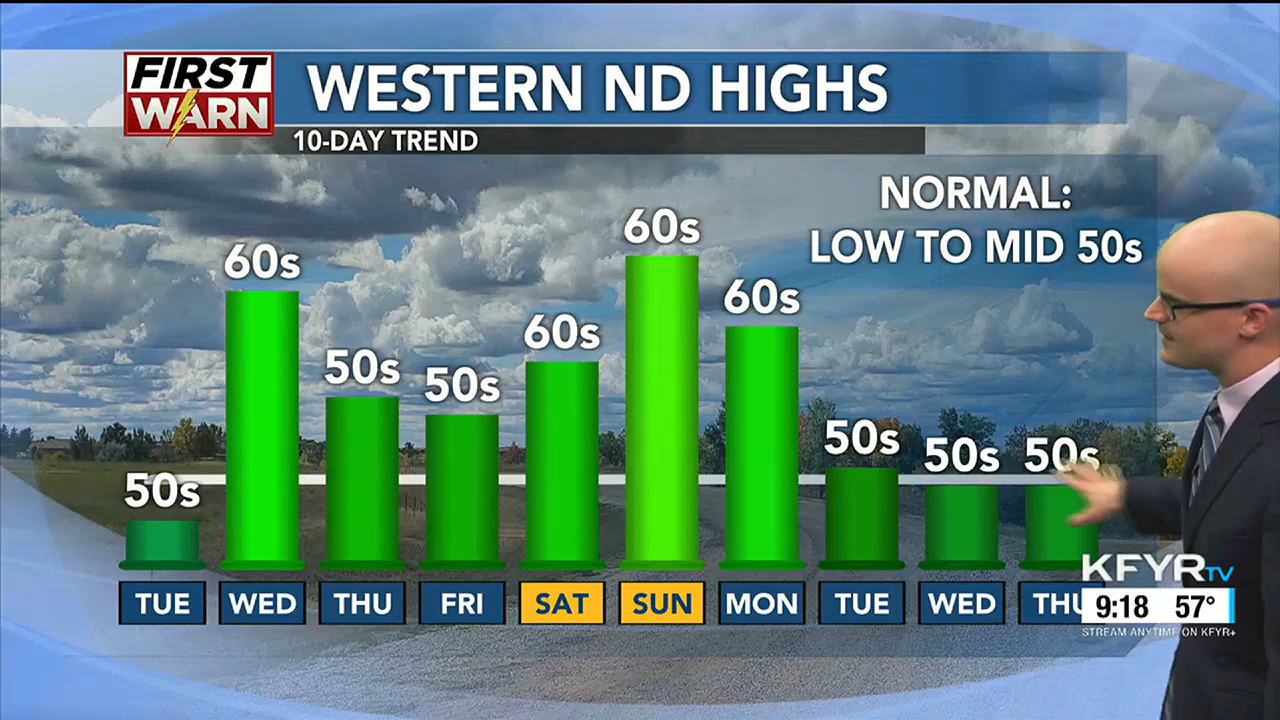 FIRST
WARN
WESTERN ND HIGHS
10-DAY TREND
NORMAL:
LOW TO MID 50s
50s
60s
50s
50s
60s
60s
60s
50s
50s
50s
TUE
WED
THU
FRI
SAT
SUN
MON
TUE
WED
THU
KFYRTV
9:18 57°
STREAM ANYTIME ON KFYR+